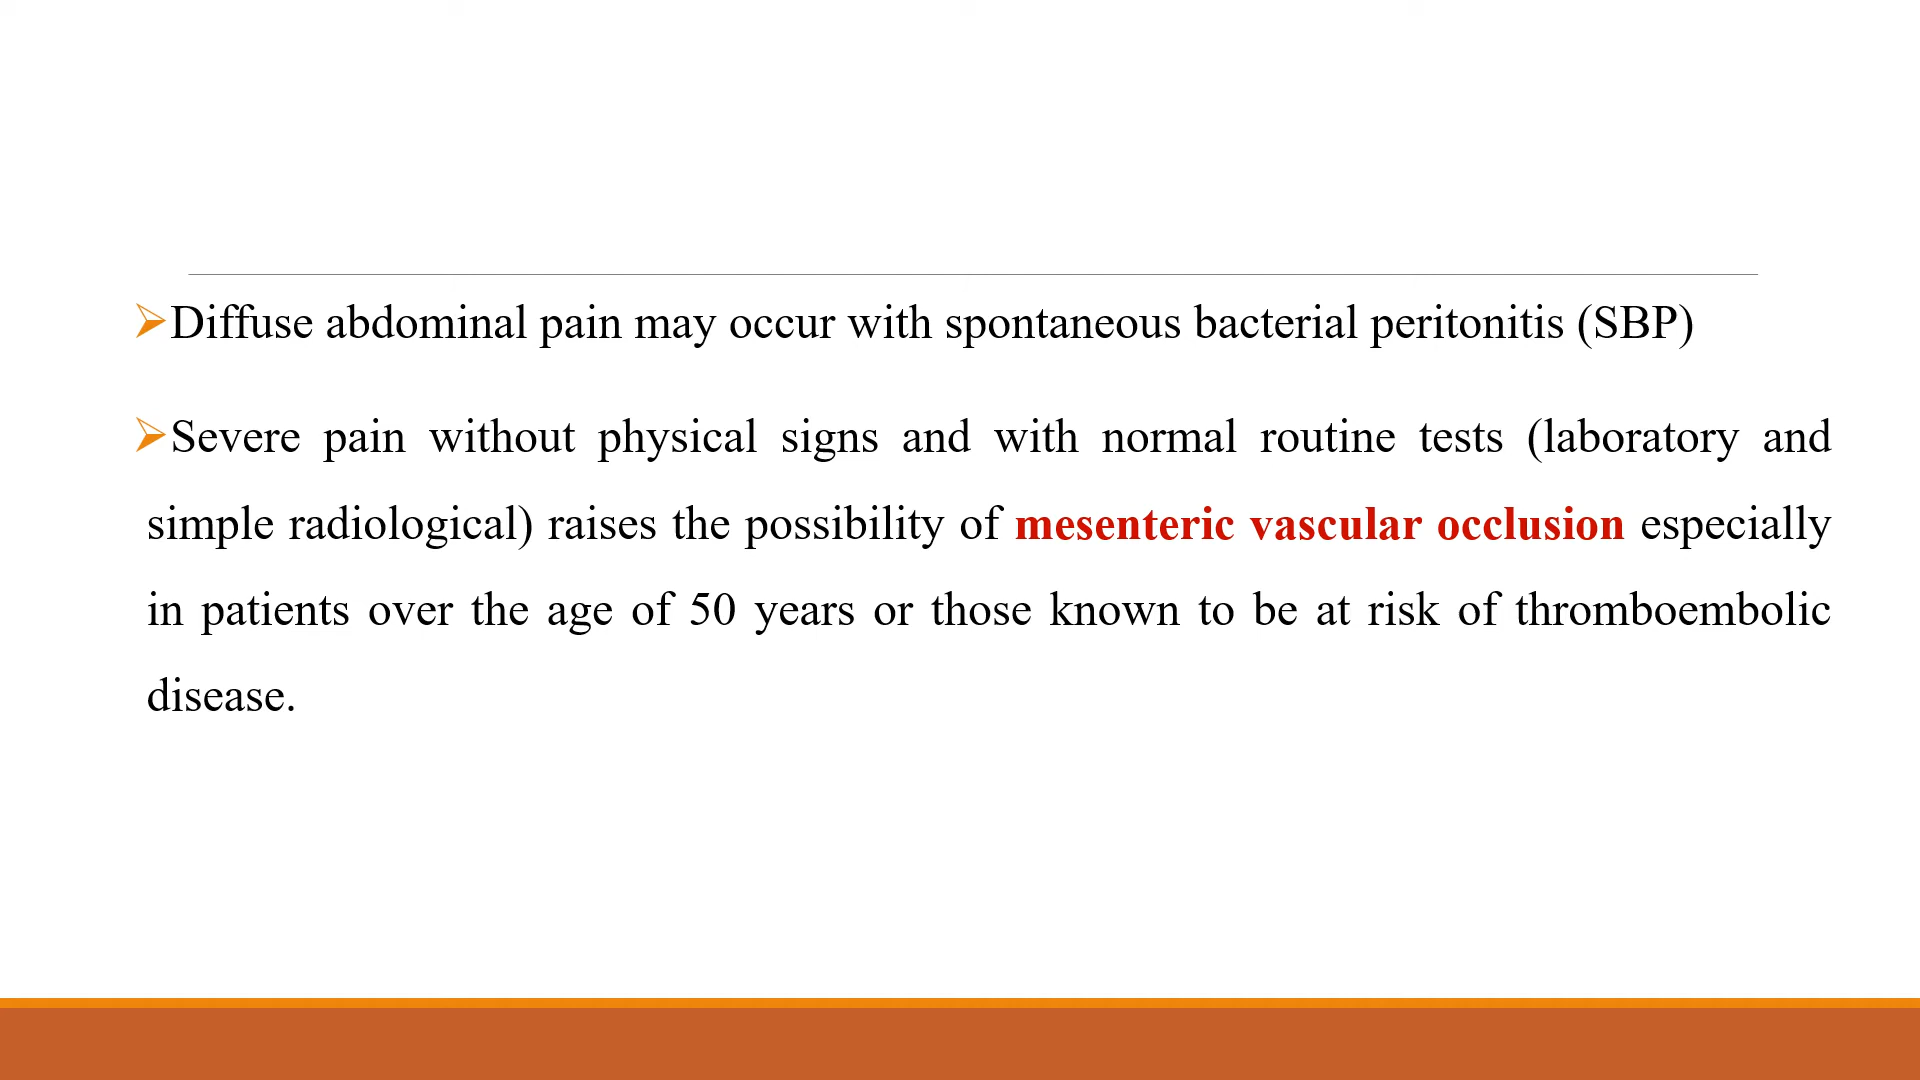 ➢Diffuse abdominal pain may occur with spontaneous bacterial peritonitis (SBP)
➢Severe pain without physical signs and with normal routine tests (laboratory and
simple radiological) raises the possibility of mesenteric vascular occlusion especially
in patients over the age of 50 years or those known to be at risk of thromboembolic
disease.